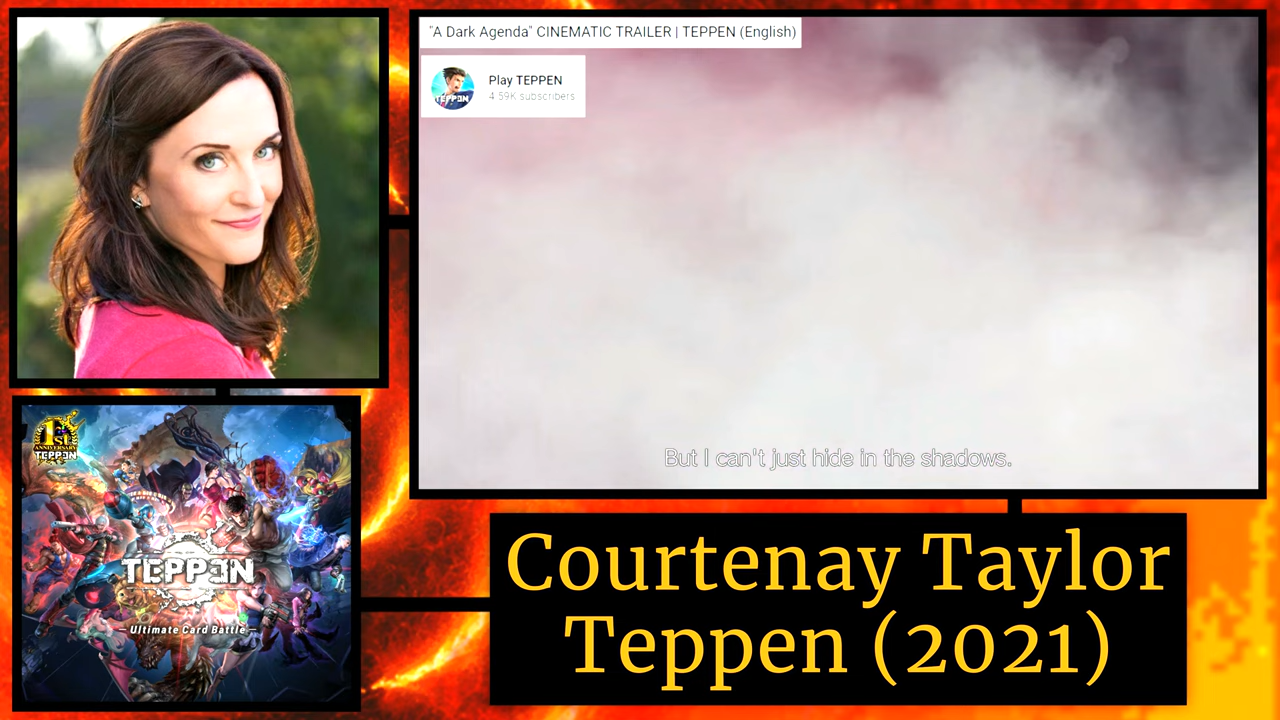 "A Dark Agenda" CINEMATIC TRAILER | TEPPEN (English)
Play TEPPEN
4.59K subscribers
TEPPEN
But I can't just hide in the shadows.
1st
ANNIVERSARY
TEPPEN
TEPPEN
Ultimate Card Battle
Courtenay Taylor
Teppen (2021)